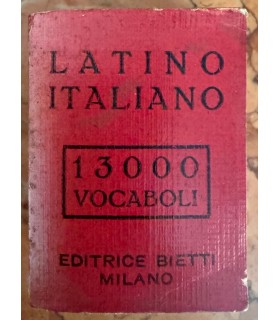 LATINO
ITALIANO
13000
VOCABOLI
EDITRICE BIETTI
MILANO